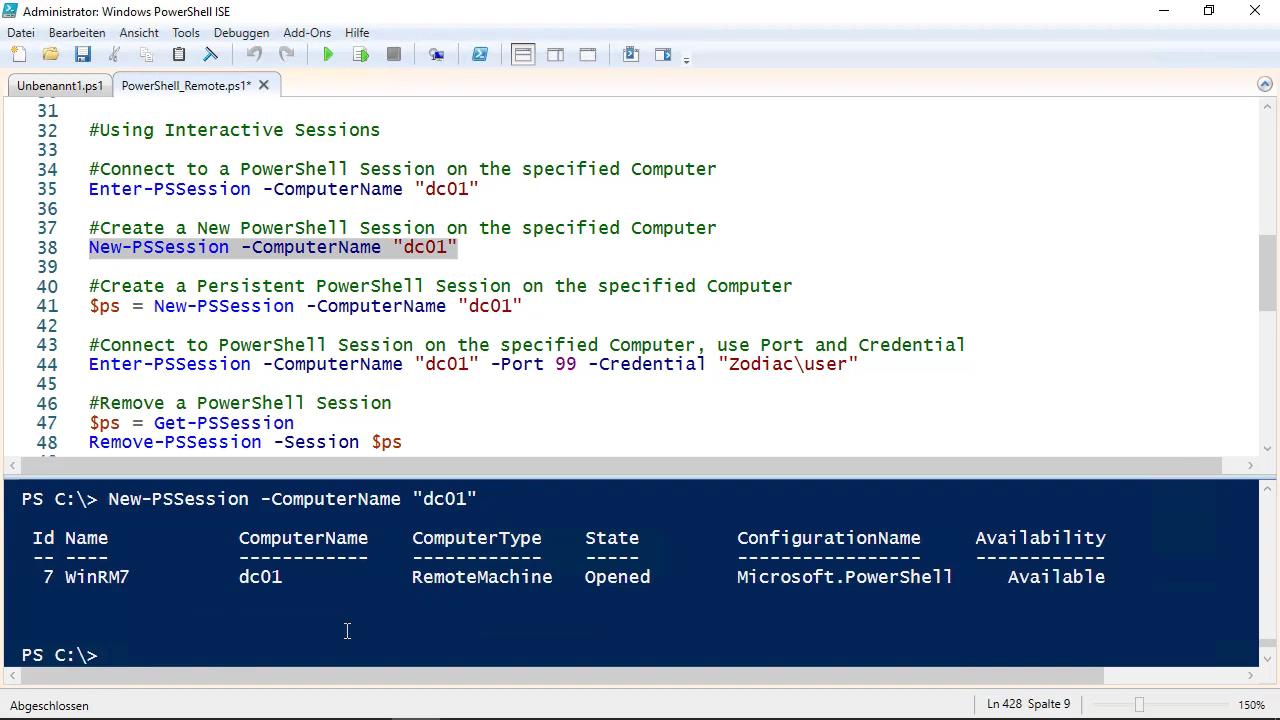 Administrator: Windows PowerShell ISE
Datei Bearbeiten Ansicht Tools Debuggen Add-Ons Hilfe
Unbenannt1.ps1 PowerShell_Remote.ps1*
31
32 #Using Interactive Sessions
33
34 #Connect to a PowerShell Session on the specified Computer
35 Enter-PSSession -ComputerName "dc01"
36
37 #Create a New PowerShell Session on the specified Computer
38 New-PSSession -ComputerName "dc01"
39
40 #Create a Persistent PowerShell Session on the specified Computer
41 $ps = New-PSSession -ComputerName "dc01"
42
43 #Connect to PowerShell Session on the specified Computer, use Port and Credential
44 Enter-PSSession -ComputerName "dc01" -Port 99 -Credential "Zodiac\user"
45
46 #Remove a PowerShell Session
47 $ps = Get-PSSession
48 Remove-PSSession -Session $ps
PS C:\> New-PSSession -ComputerName "dc01"
Id Name ComputerName ComputerType State ConfigurationName Availability
-- ---- ------------ ------------ ----- ----------------- ------------
7 WinRM7 dc01 RemoteMachine Opened Microsoft.PowerShell Available
PS C:\>
Abgeschlossen Ln 428 Spalte 9 150%